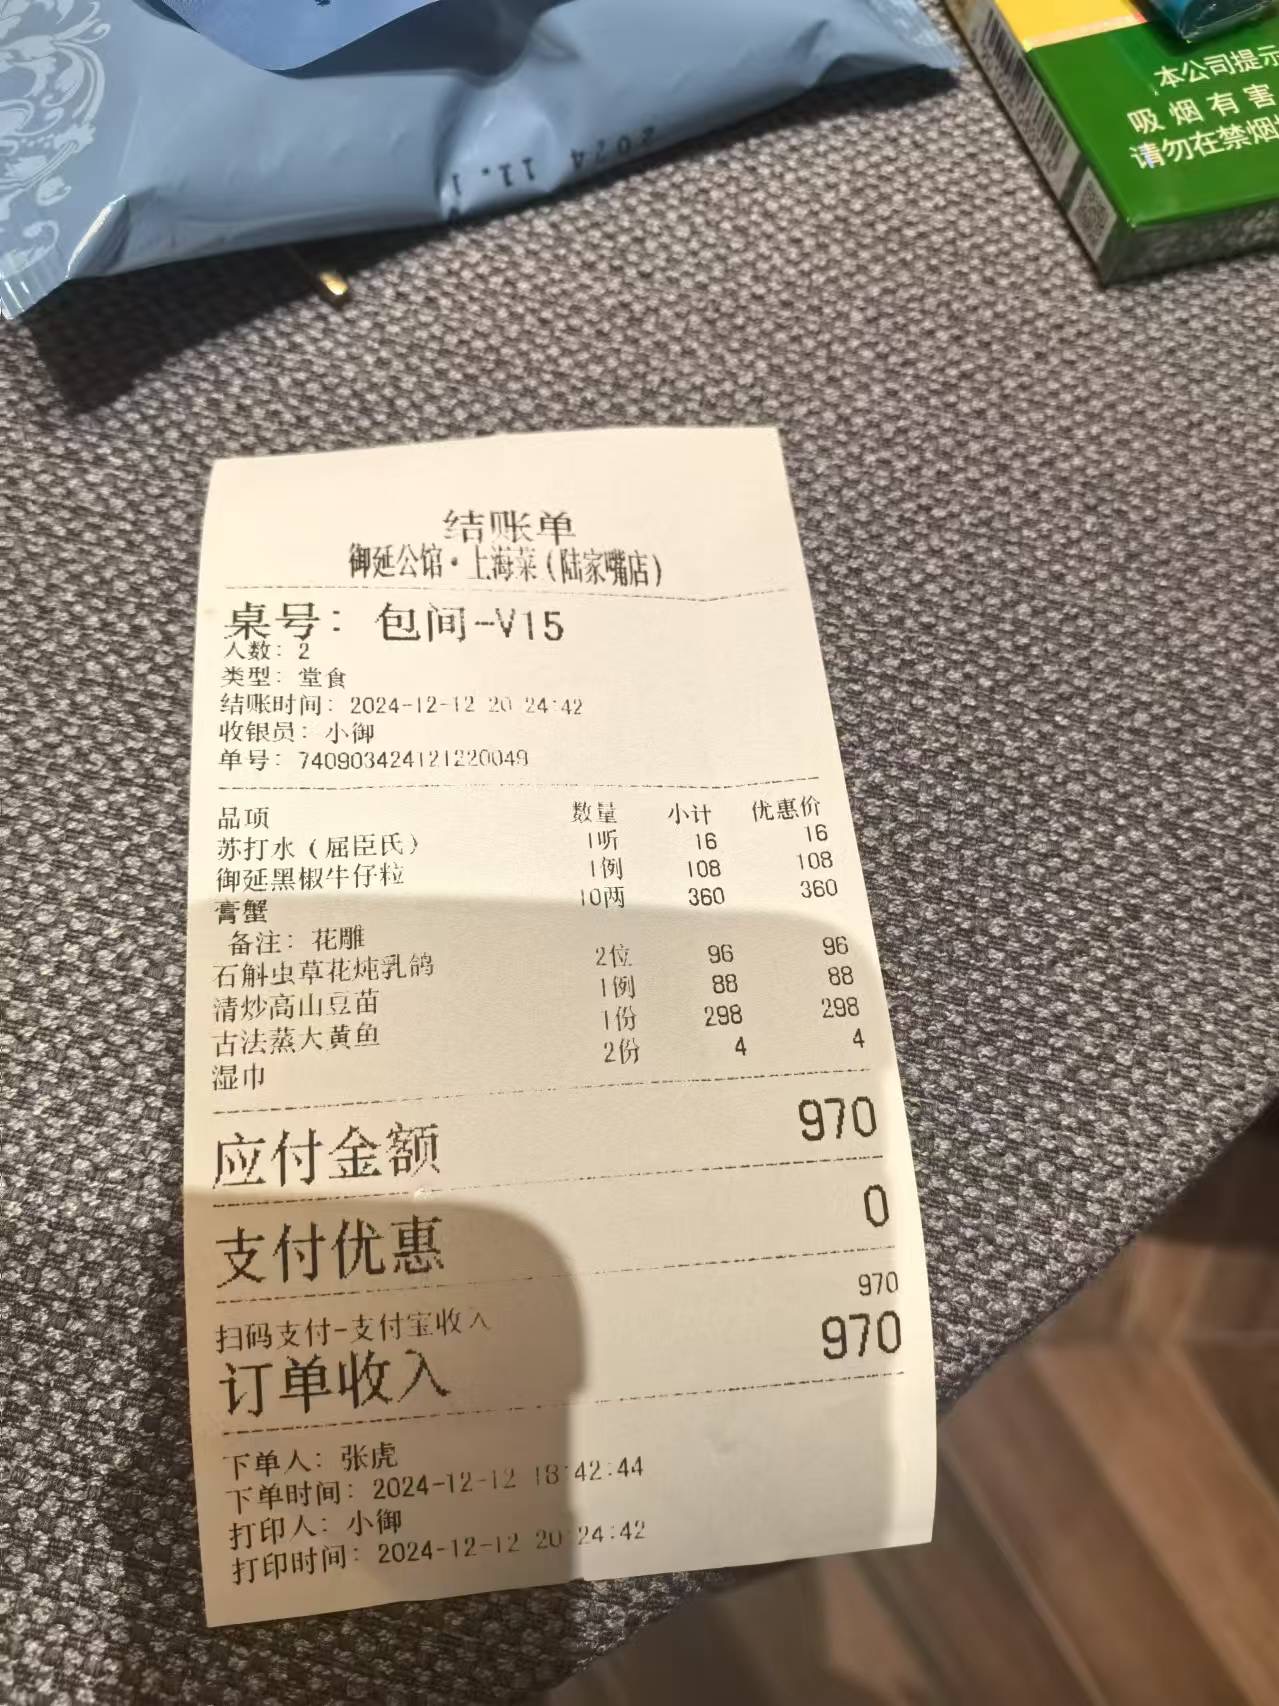 2024 11.1
本公司提示
吸烟有害
请勿在禁烟
结账单
御延公馆·上海菜(陆家嘴店)
桌号: 包间-V15
人数: 2
类型: 堂食
结账时间: 2024-12-12 20:24:42
收银员: 小御
单号: 740903424121220049
品项 数量 小计 优惠价
苏打水(屈臣氏) 1听 16 16
御延黑椒牛仔粒 1例 108 108
膏蟹 10两 360 360
备注: 花雕
石斛虫草花炖乳鸽 2位 96 96
清炒高山豆苗 1例 88 88
古法蒸大黄鱼 1份 298 298
湿巾 2份 4 4
应付金额 970
支付优惠 0
扫码支付-支付宝收入 970
订单收入 970
下单人: 张虎
下单时间: 2024-12-12 18:42:44
打印人: 小御
打印时间: 2024-12-12 20:24:42